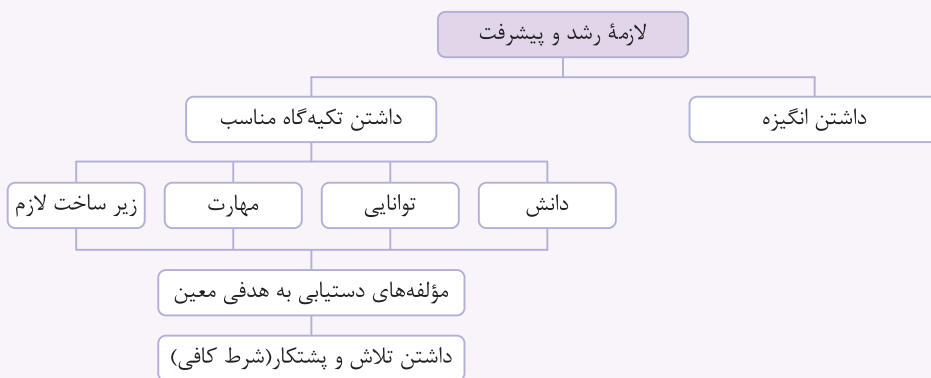 لازمهٔ رشد و پیشرفت
داشتن انگیزه
داشتن تکیه‌گاه مناسب
دانش
توانایی
مهارت
زیر ساخت لازم
مؤلفه‌های دستیابی به هدفی معین
داشتن تلاش و پشتکار(شرط کافی)